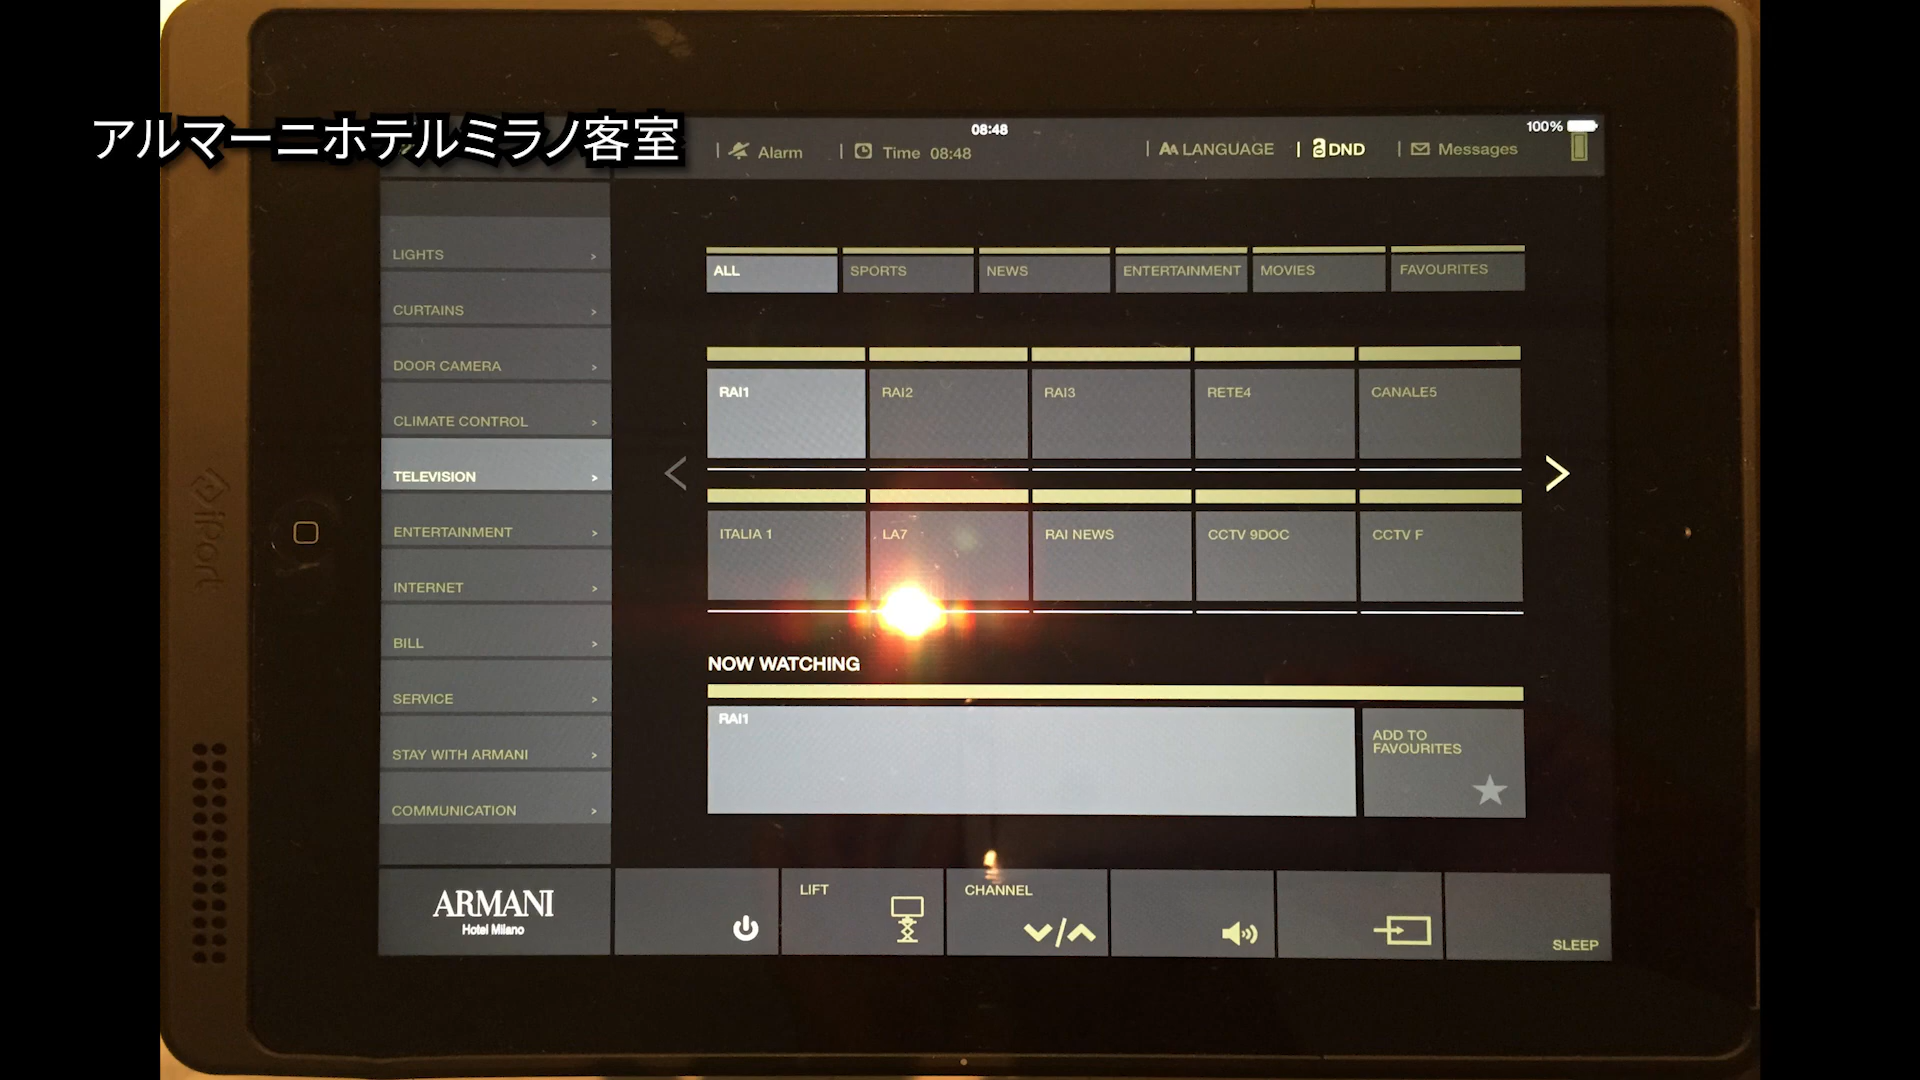 アルマーニホテルミラノ客室
08:48
100%
Alarm
Time 08:48
LANGUAGE
DND
Messages
LIGHTS
CURTAINS
DOOR CAMERA
CLIMATE CONTROL
TELEVISION
ENTERTAINMENT
INTERNET
BILL
SERVICE
STAY WITH ARMANI
COMMUNICATION
ALL
SPORTS
NEWS
ENTERTAINMENT
MOVIES
FAVOURITES
RAI1
RAI2
RAI3
RETE4
CANALE5
ITALIA 1
LA7
RAI NEWS
CCTV 9DOC
CCTV F
NOW WATCHING
RAI1
ADD TO
FAVOURITES
ARMANI
Hotel Milano
LIFT
CHANNEL
SLEEP
iPort